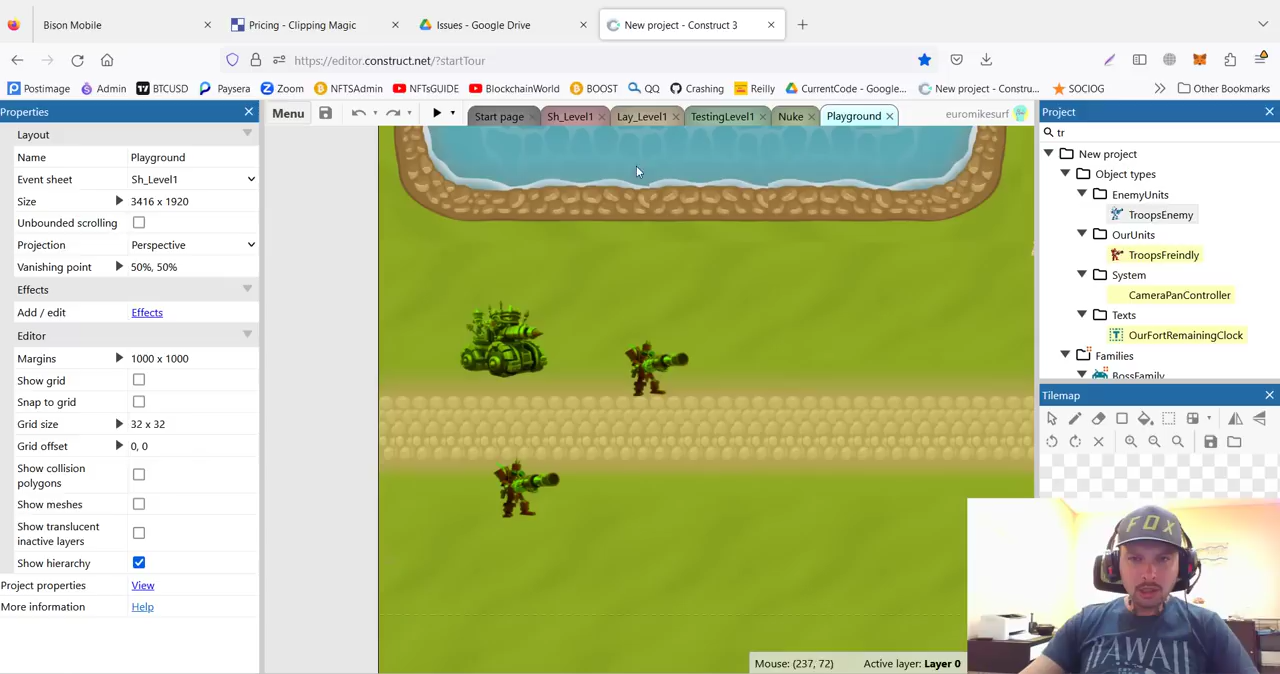 Bison Mobile
Pricing - Clipping Magic
Issues - Google Drive
New project - Construct 3
https://editor.construct.net/?startTour
Postimage
Admin
BTCUSD
Paysera
Zoom
NFTSAdmin
NFTsGUIDE
BlockchainWorld
BOOST
QQ
Crashing
Reilly
CurrentCode - Google...
New project - Constru...
SOCIOG
Other Bookmarks
Properties
Menu
Start page
Sh_Level1
Lay_Level1
TestingLevel1
Nuke
Playground
euromikesurf
Project
Layout
Name Playground
Event sheet Sh_Level1
Size 3416 x 1920
Unbounded scrolling
Projection Perspective
Vanishing point 50%, 50%
Effects
Add / edit Effects
Editor
Margins 1000 x 1000
Show grid
Snap to grid
Grid size 32 x 32
Grid offset 0, 0
Show collision
polygons
Show meshes
Show translucent
inactive layers
Show hierarchy
Project properties View
More information Help
tr
New project
Object types
EnemyUnits
TroopsEnemy
OurUnits
TroopsFreindly
System
CameraPanController
Texts
OurFortRemainingClock
Families
BossFamily
Tilemap
Mouse: (237, 72) Active layer: Layer 0
FOX
HAWAII